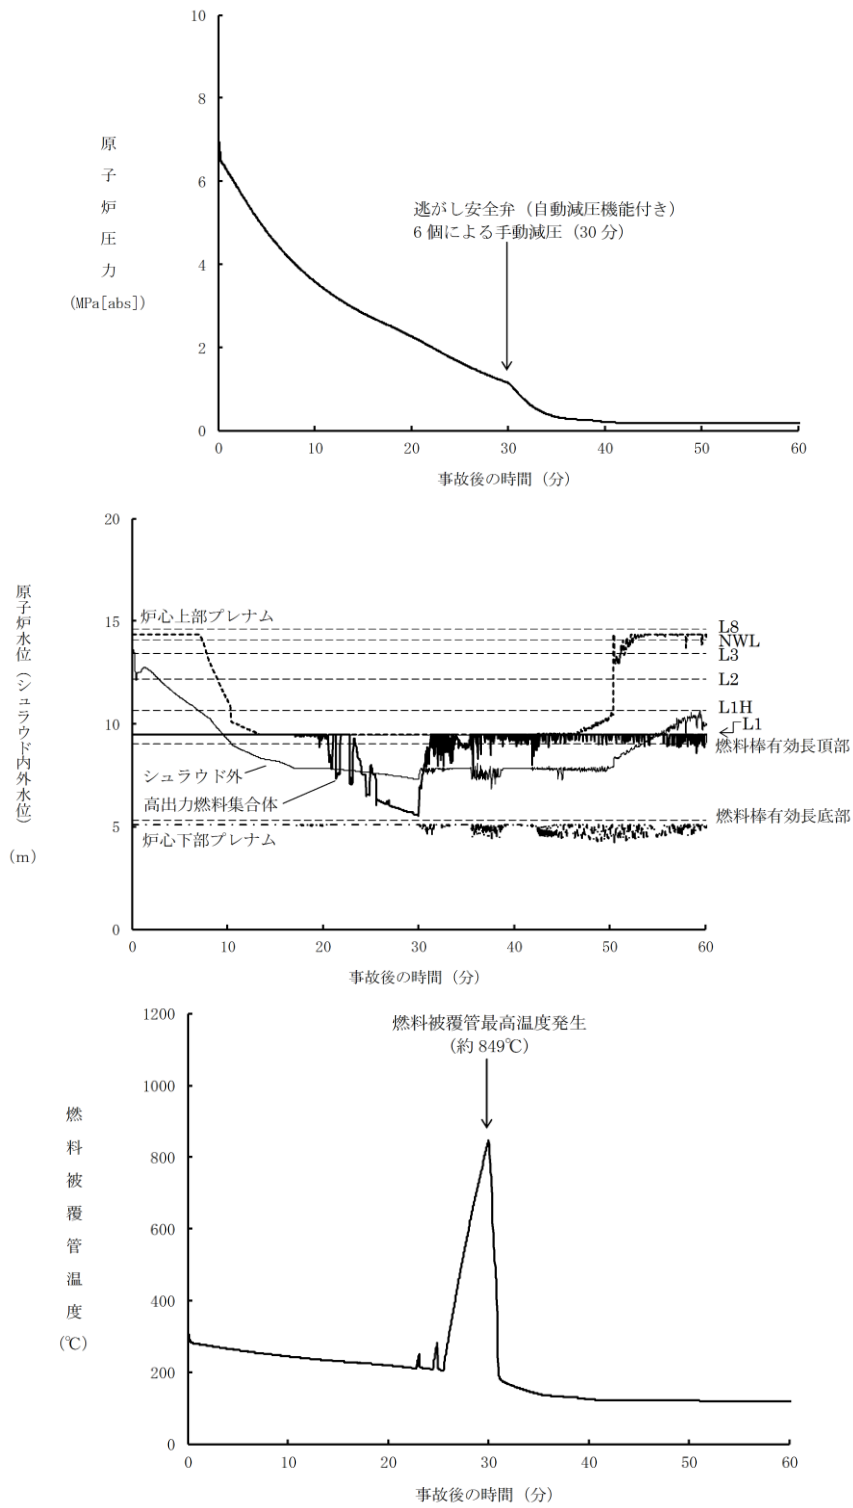 10
8
6
4
2
0
原子炉圧力
(MPa[abs])
逃がし安全弁（自動減圧機能付き）
6 個による手動減圧（30 分）
0 10 20 30 40 50 60
事故後の時間（分）
20
15
10
5
0
原子炉水位（シュラウド内外水位）
（m）
炉心上部プレナム
シュラウド外
高出力燃料集合体
炉心下部プレナム
L8
NWL
L3
L2
L1H
L1
燃料棒有効長頂部
燃料棒有効長底部
0 10 20 30 40 50 60
事故後の時間（分）
1200
1000
800
600
400
200
0
燃料被覆管温度
(℃)
燃料被覆管最高温度発生
（約 849℃）
0 10 20 30 40 50 60
事故後の時間（分）